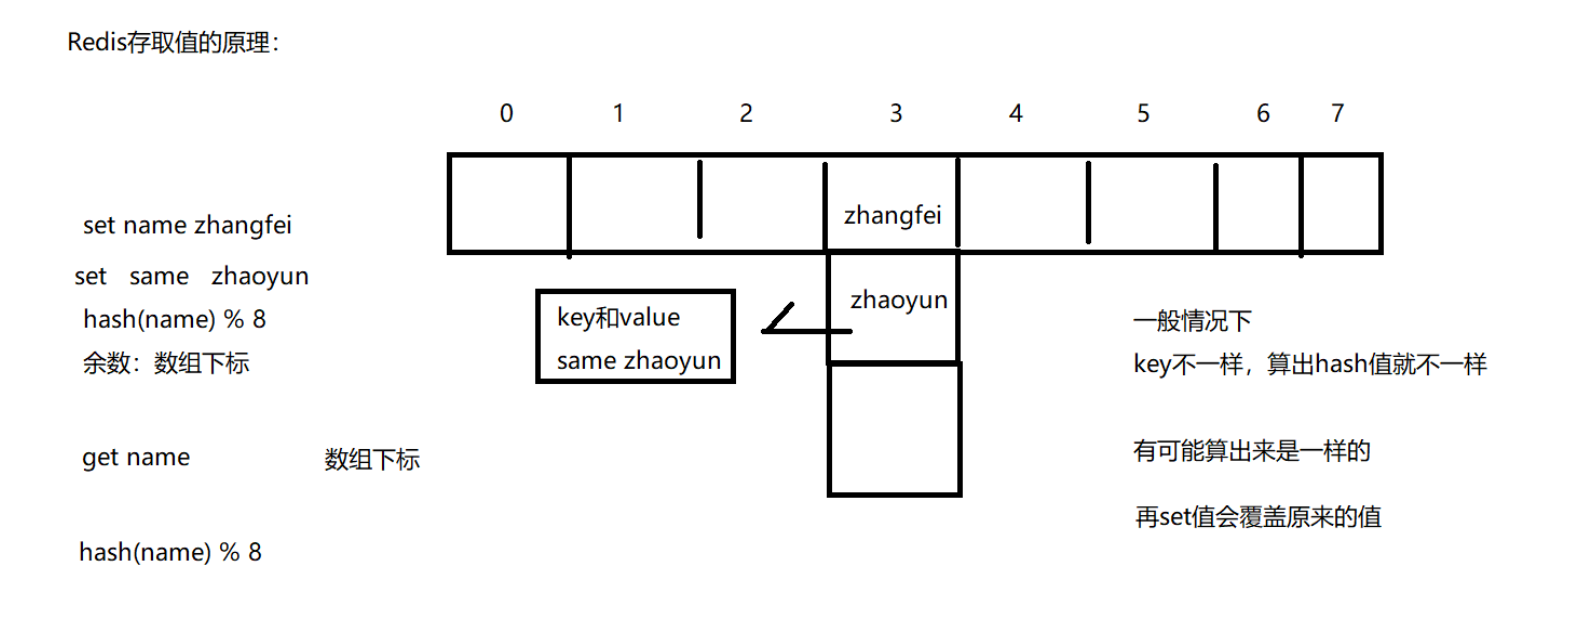 Redis存取值的原理：
0 1 2 3 4 5 6 7
zhangfei
set name zhangfei
set same zhaoyun
hash(name) % 8
余数：数组下标
zhaoyun
key和value
same zhaoyun
一般情况下
key不一样，算出hash值就不一样
get name 数组下标
有可能算出来是一样的
再set值会覆盖原来的值
hash(name) % 8